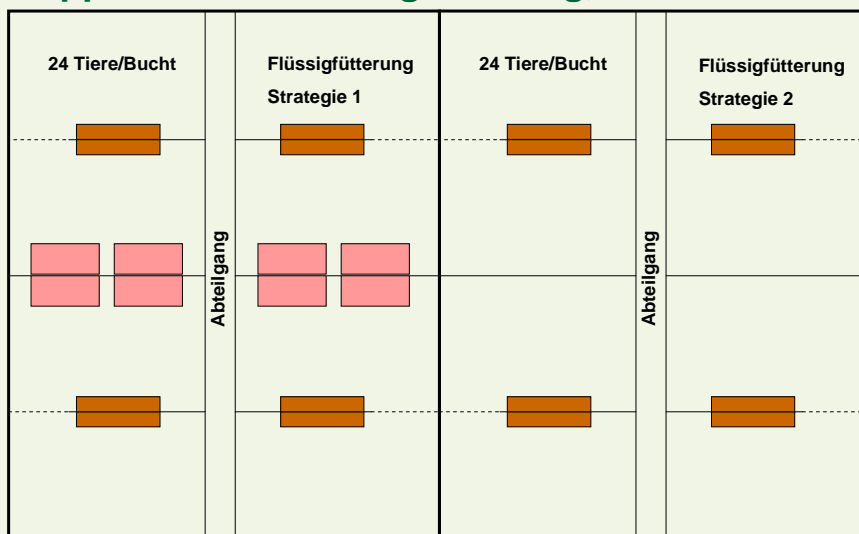 24 Tiere/Bucht
Flüssigfütterung
Strategie 1
24 Tiere/Bucht
Flüssigfütterung
Strategie 2
Abteilgang
Abteilgang